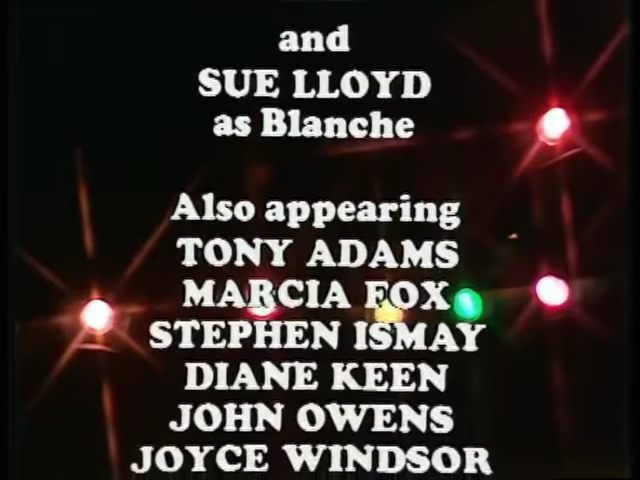 and
SUE LLOYD
as Blanche
Also appearing
TONY ADAMS
MARCIA FOX
STEPHEN ISMAY
DIANE KEEN
JOHN OWENS
JOYCE WINDSOR